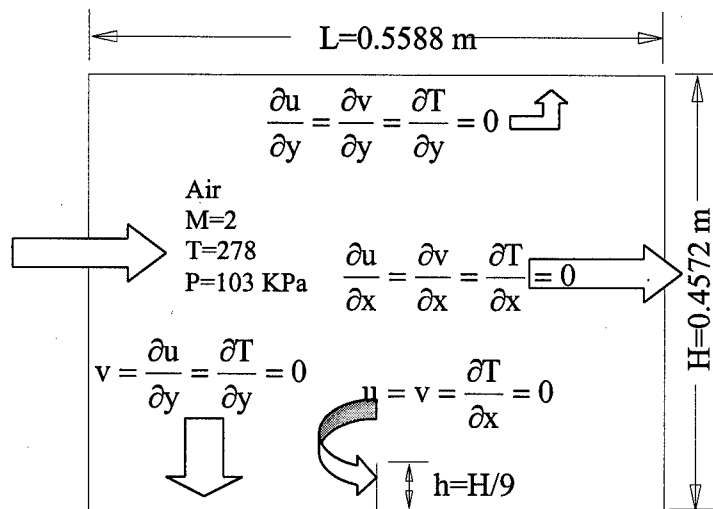 L=0.5588 m
∂u/∂y = ∂v/∂y = ∂T/∂y = 0
Air
M=2
T=278
P=103 KPa
∂u/∂x = ∂v/∂x = ∂T/∂x = 0
H=0.4572 m
v = ∂u/∂y = ∂T/∂y = 0
u = v = ∂T/∂x = 0
h=H/9